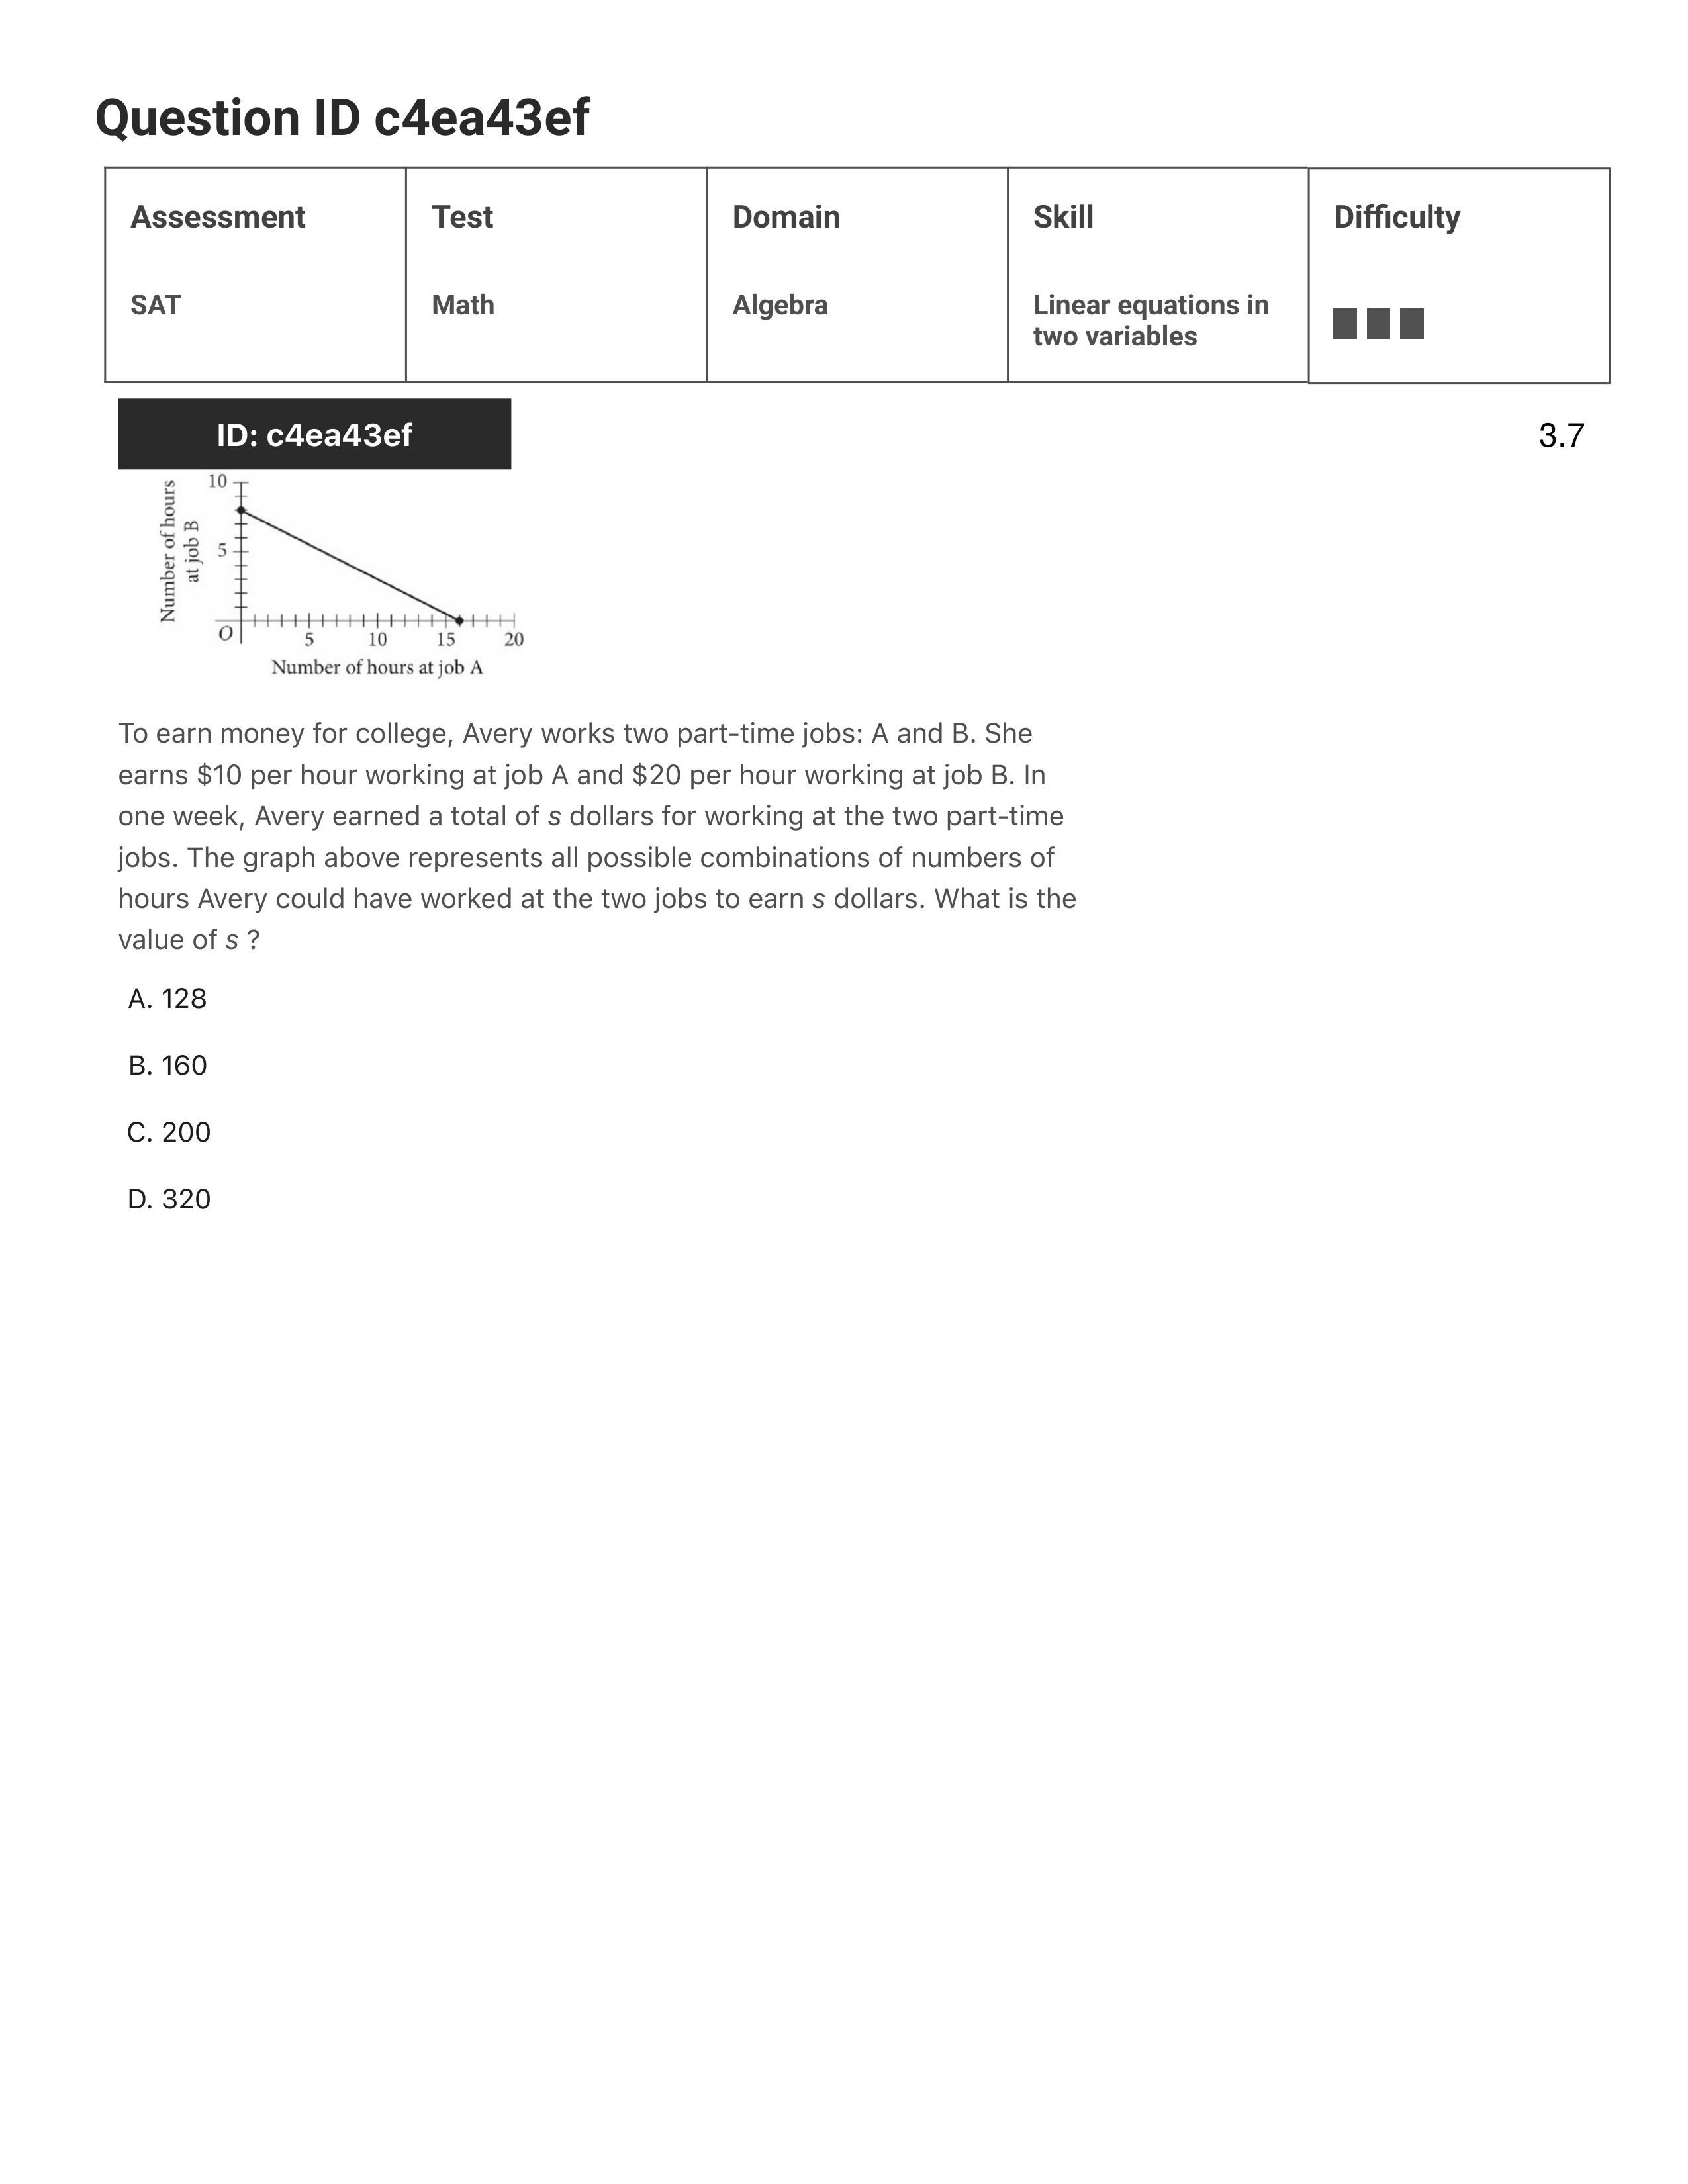 Question ID c4ea43ef
Assessment
Test
Domain
Skill
Difficulty
SAT
Math
Algebra
Linear equations in
two variables
ID: c4ea43ef
3.7
Number of hours
at job B
10
5
O
5
10
15
20
Number of hours at job A
To earn money for college, Avery works two part-time jobs: A and B. She
earns $10 per hour working at job A and $20 per hour working at job B. In
one week, Avery earned a total of s dollars for working at the two part-time
jobs. The graph above represents all possible combinations of numbers of
hours Avery could have worked at the two jobs to earn s dollars. What is the
value of s ?
A. 128
B. 160
C. 200
D. 320